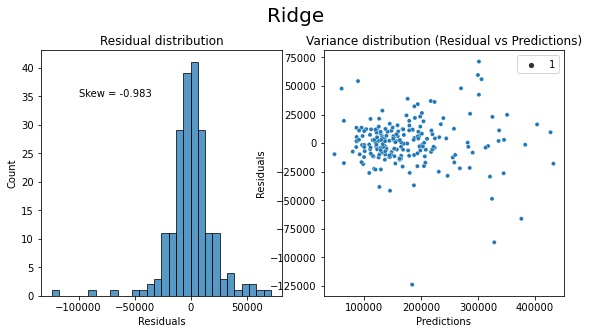 Ridge
Residual distribution
Skew = -0.983
Count
40
35
30
25
20
15
10
5
0
-100000 -50000 0 50000
Residuals
Variance distribution (Residual vs Predictions)
1
Residuals
75000
50000
25000
0
-25000
-50000
-75000
-100000
-125000
100000 200000 300000 400000
Predictions